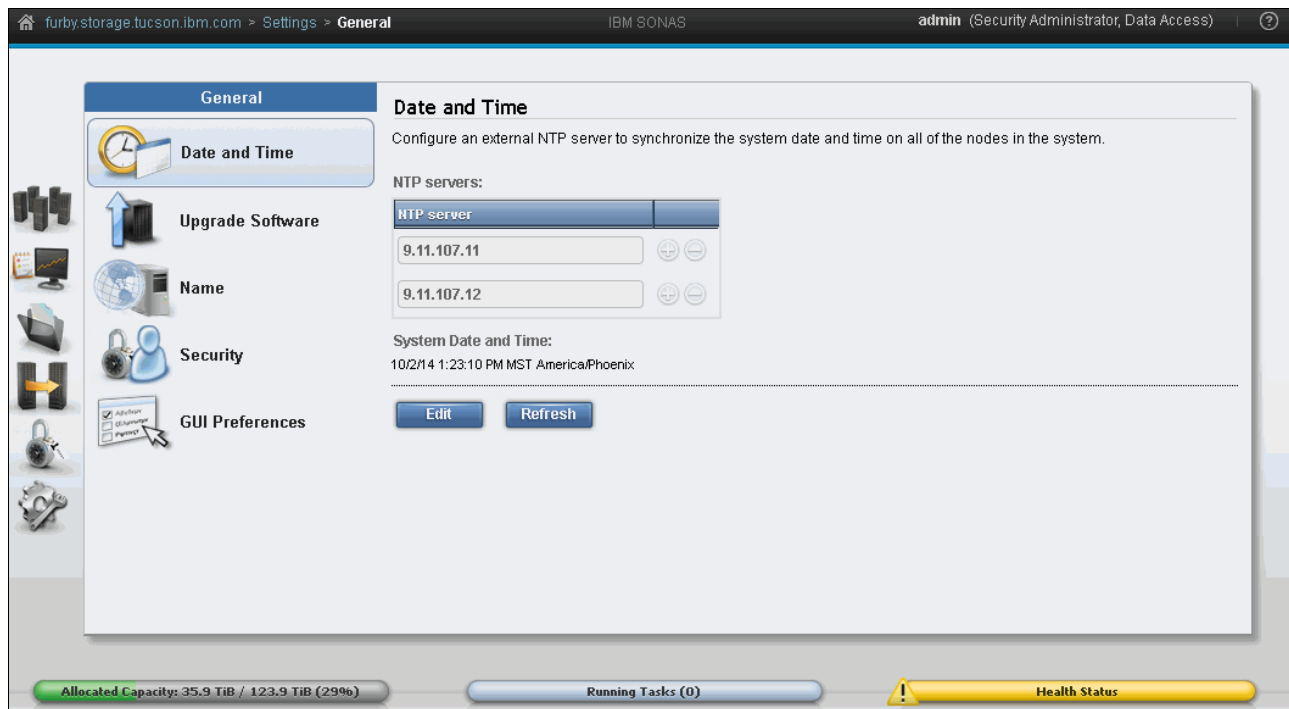 furby.storage.tucson.ibm.com > Settings > General
IBM SONAS
admin (Security Administrator, Data Access)
?
General
Date and Time
Upgrade Software
Name
Security
GUI Preferences
Date and Time
Configure an external NTP server to synchronize the system date and time on all of the nodes in the system.
NTP servers:
NTP server
9.11.107.11
9.11.107.12
System Date and Time:
10/2/14 1:23:10 PM MST America/Phoenix
Edit
Refresh
Allocated Capacity: 35.9 TiB / 123.9 TiB (29%)
Running Tasks (0)
Health Status